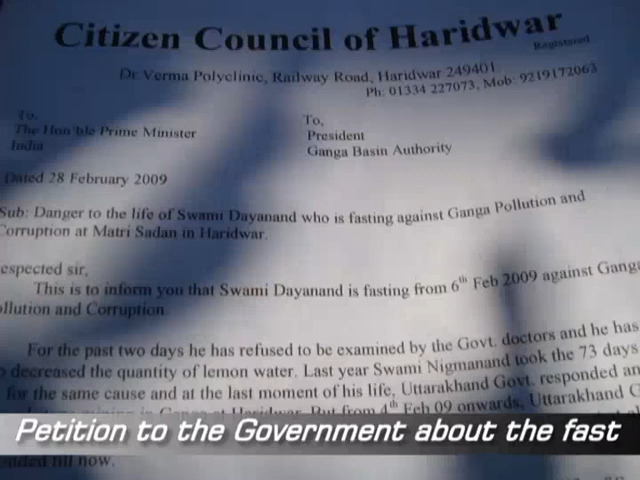 Citizen Council of Haridwar
Registered
Dr Verma Polyclinic, Railway Road, Haridwar 249401
Ph: 01334 227073, Mob: 9219172063
To,
The Hon'ble Prime Minister
India
To,
President
Ganga Basin Authority
Dated 28 February 2009
Sub: Danger to the life of Swami Dayanand who is fasting against Ganga Pollution and
Corruption at Matri Sadan in Haridwar.
espected sir,
This is to inform you that Swami Dayanand is fasting from 6th Feb 2009 against Gang
ollution and Corruption.
For the past two days he has refused to be examined by the Govt. doctors and he has
decreased the quantity of lemon water. Last year Swami Nigmanand took the 73 days
for the same cause and at the last moment of his life, Uttarakhand Govt. responded an
in Ganga at Haridwar. But from 4th Feb 09 onwards, Uttarakhand G
Petition to the Government about the fast
till now.